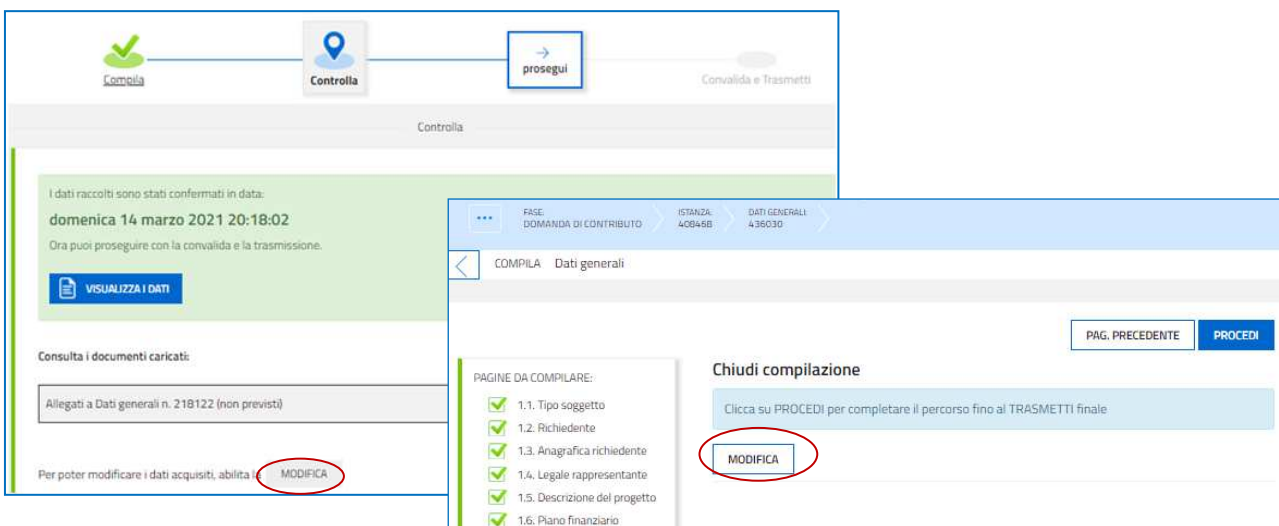 Compila
Controlla
prosegui
Convalida e Trasmetti
Controlla
I dati raccolti sono stati confermati in data:
domenica 14 marzo 2021 20:18:02
Ora puoi proseguire con la convalida e la trasmissione.
VISUALIZZA I DATI
Consulta i documenti caricati:
Allegati a Dati generali n. 218122 (non previsti)
Per poter modificare i dati acquisiti, abilita la MODIFICA
FASE: ISTANZA: DATI GENERALI:
DOMANDA DI CONTRIBUTO 408468 436030
COMPILA Dati generali
PAG. PRECEDENTE PROCEDI
PAGINE DA COMPILARE:
1.1. Tipo soggetto
1.2. Richiedente
1.3. Anagrafica richiedente
1.4. Legale rappresentante
1.5. Descrizione del progetto
1.6. Piano finanziario
Chiudi compilazione
Clicca su PROCEDI per completare il percorso fino al TRASMETTI finale
MODIFICA